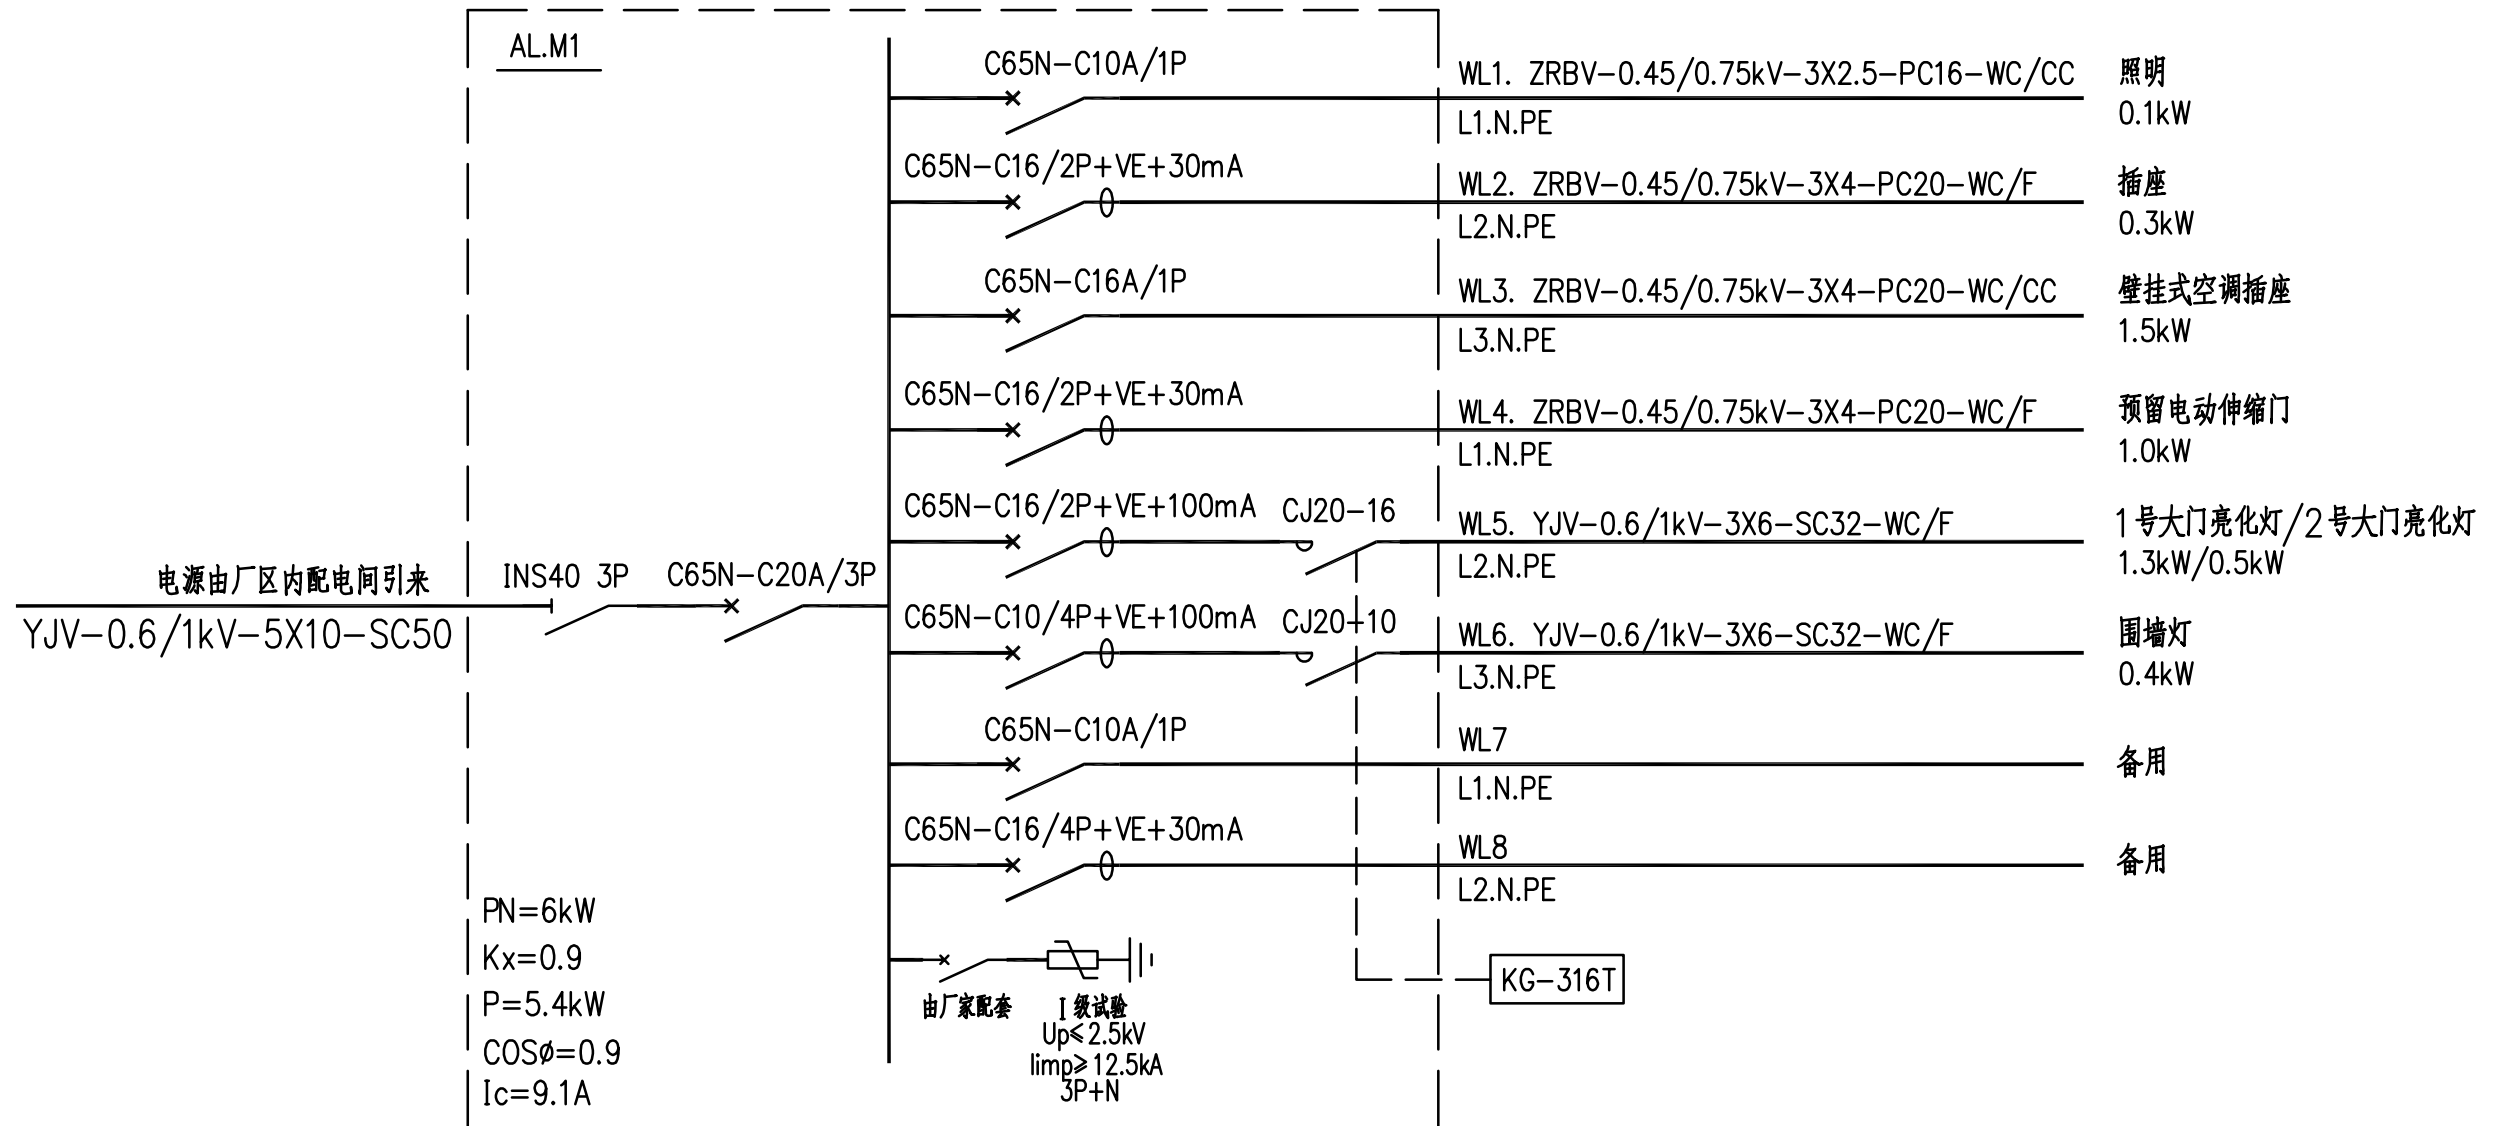 AL.M1
C65N-C10A/1P
WL1. ZRBV-0.45/0.75kV-3X2.5-PC16-WC/CC
照明
L1.N.PE
0.1kW
C65N-C16/2P+VE+30mA
WL2. ZRBV-0.45/0.75kV-3X4-PC20-WC/F
插座
L2.N.PE
0.3kW
C65N-C16A/1P
WL3. ZRBV-0.45/0.75kV-3X4-PC20-WC/CC
壁挂式空调插座
L3.N.PE
1.5kW
C65N-C16/2P+VE+30mA
WL4. ZRBV-0.45/0.75kV-3X4-PC20-WC/F
预留电动伸缩门
L1.N.PE
1.0kW
C65N-C16/2P+VE+100mA
CJ20-16
WL5. YJV-0.6/1kV-3X6-SC32-WC/F
1号大门亮化灯/2号大门亮化灯
L2.N.PE
1.3kW/0.5kW
电源由厂区内配电间引来
INS40 3P
C65N-C20A/3P
YJV-0.6/1kV-5X10-SC50
C65N-C10/4P+VE+100mA
CJ20-10
WL6. YJV-0.6/1kV-3X6-SC32-WC/F
围墙灯
L3.N.PE
0.4kW
C65N-C10A/1P
WL7
备用
L1.N.PE
C65N-C16/4P+VE+30mA
WL8
备用
L2.N.PE
PN=6kW
Kx=0.9
P=5.4kW
COSø=0.9
Ic=9.1A
由厂家配套
I 级试验
Up≤2.5kV
Iimp≥12.5kA
3P+N
KG-316T